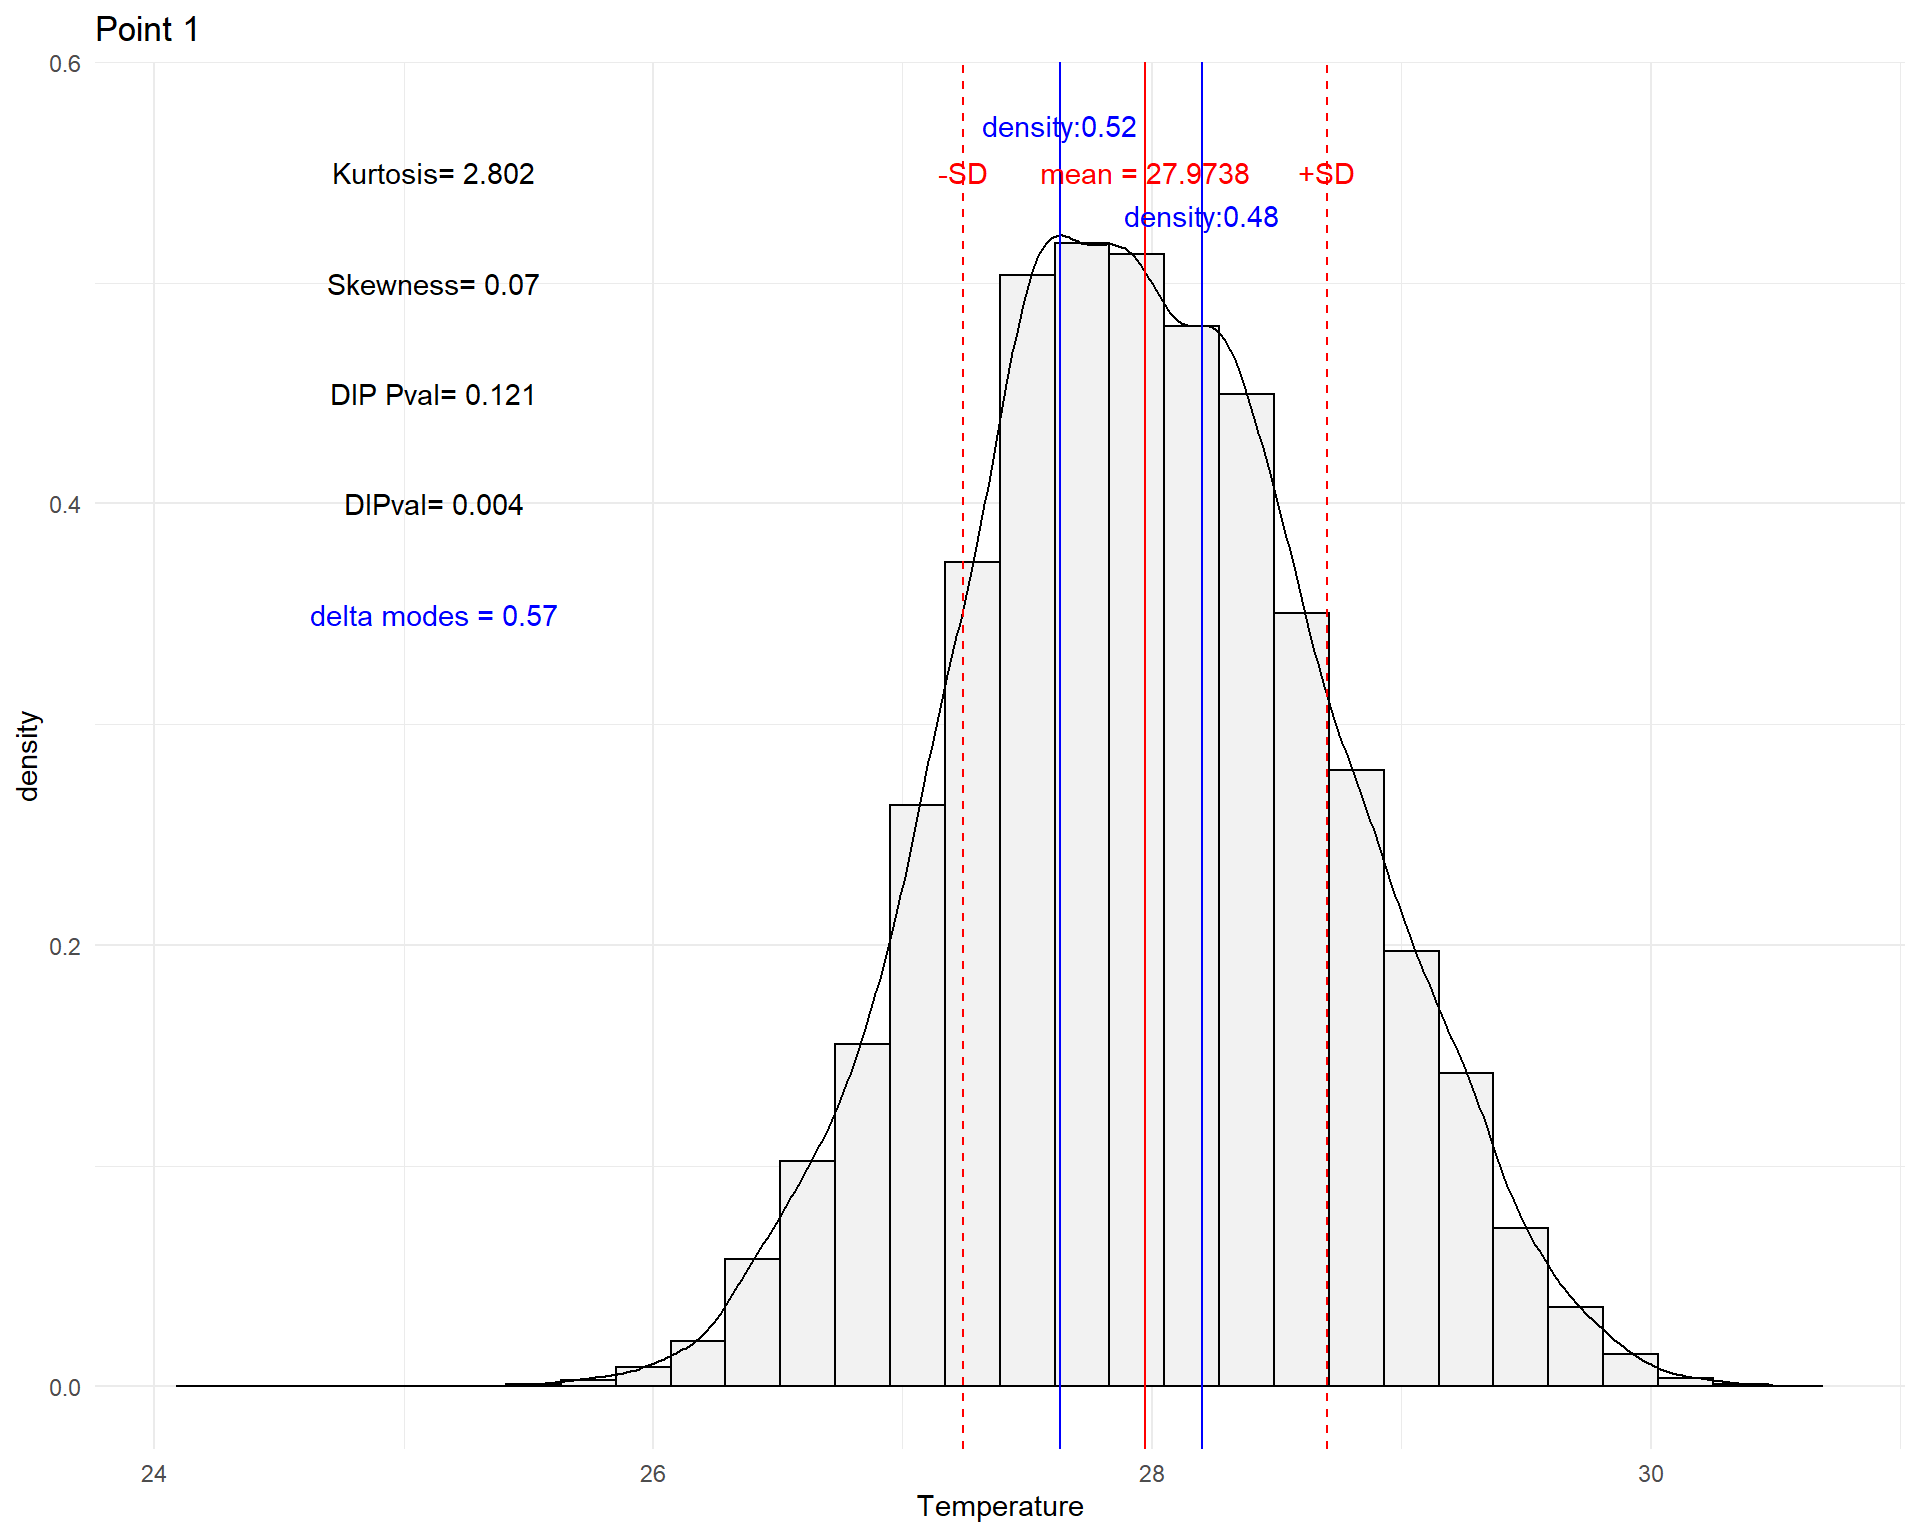 Point 1
0.6
density:0.52
Kurtosis= 2.802
-SD
mean = 27.9738
+SD
density:0.48
Skewness= 0.07
DIP Pval= 0.121
0.4
DIPval= 0.004
delta modes = 0.57
density
0.2
0.0
24
26
28
30
Temperature